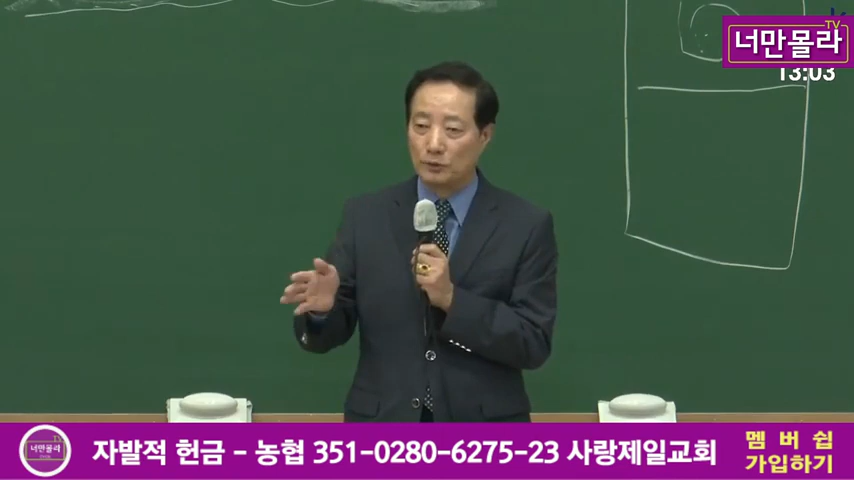 너만몰라
TV
13:03
너만몰라
TV
자발적 헌금 - 농협 351-0280-6275-23 사랑제일교회
멤 버 쉽
가입하기